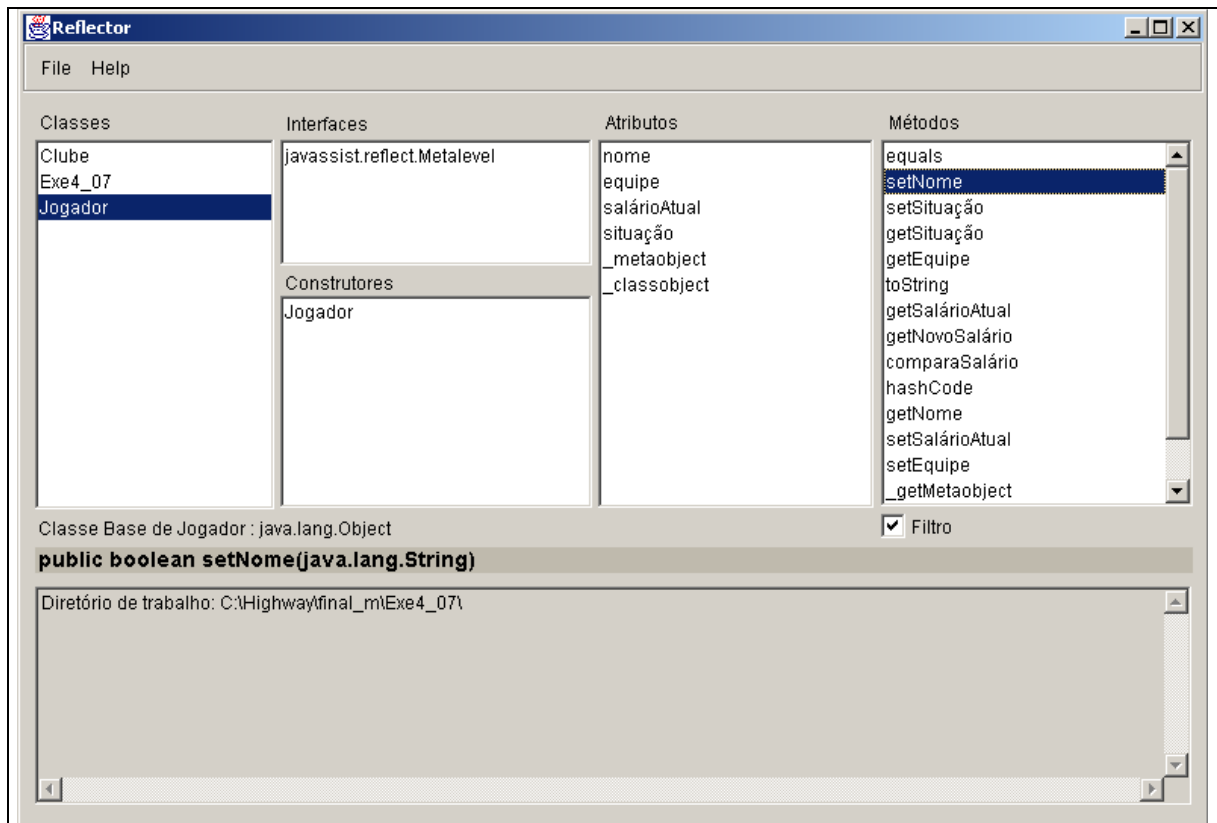 Reflector
File Help
Classes
Clube
Exe4_07
Jogador
Interfaces
javassist.reflect.Metalevel
Construtores
Jogador
Atributos
nome
equipe
salárioAtual
situação
_metaobject
_classobject
Métodos
equals
setNome
setSituação
getSituação
getEquipe
toString
getSalárioAtual
getNovoSalário
comparaSalário
hashCode
getNome
setSalárioAtual
setEquipe
_getMetaobject
Classe Base de Jogador : java.lang.Object
Filtro
public boolean setNome(java.lang.String)
Diretório de trabalho: C:\Highway\final_m\Exe4_07\